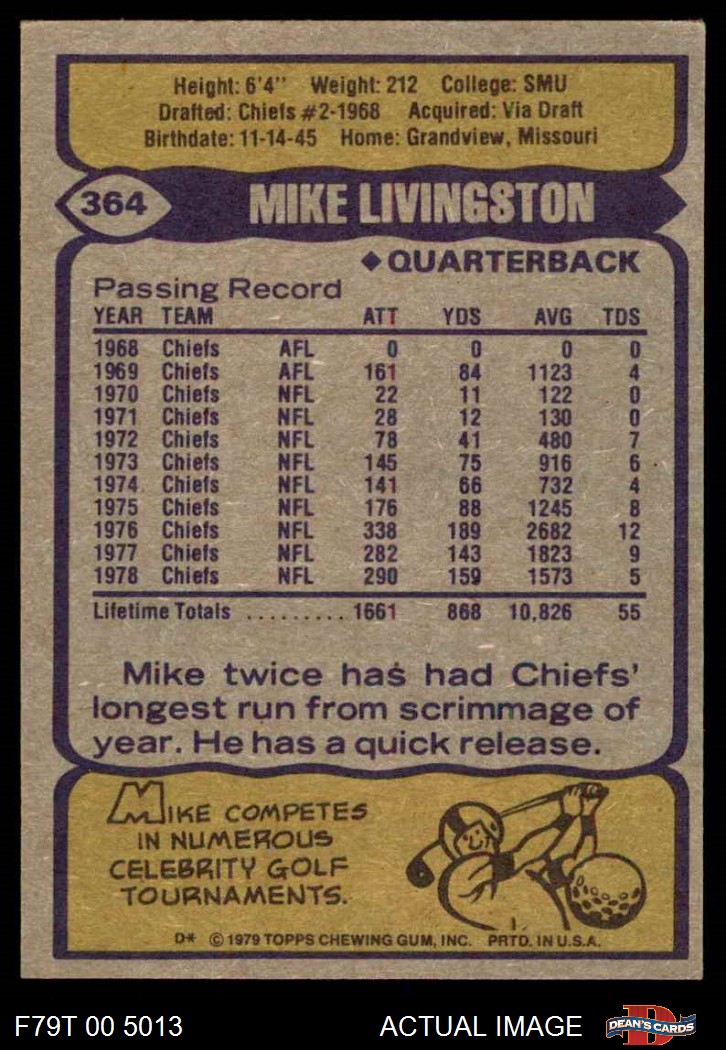 Height: 6'4" Weight: 212 College: SMU
Drafted: Chiefs #2-1968 Acquired: Via Draft
Birthdate: 11-14-45 Home: Grandview, Missouri
364 MIKE LIVINGSTON
◆QUARTERBACK
Passing Record
YEAR TEAM ATT YDS AVG TDS
1968 Chiefs AFL 0 0 0 0
1969 Chiefs AFL 161 84 1123 4
1970 Chiefs NFL 22 11 122 0
1971 Chiefs NFL 28 12 130 0
1972 Chiefs NFL 78 41 480 7
1973 Chiefs NFL 145 75 916 6
1974 Chiefs NFL 141 66 732 4
1975 Chiefs NFL 176 88 1245 8
1976 Chiefs NFL 338 189 2682 12
1977 Chiefs NFL 282 143 1823 9
1978 Chiefs NFL 290 159 1573 5
Lifetime Totals ......... 1661 868 10,826 55
Mike twice has had Chiefs'
longest run from scrimmage of
year. He has a quick release.
MIKE COMPETES
IN NUMEROUS
CELEBRITY GOLF
TOURNAMENTS.
D* © 1979 TOPPS CHEWING GUM, INC. PRTD. IN U.S.A.
F79T 00 5013 ACTUAL IMAGE D DEAN'S CARDS